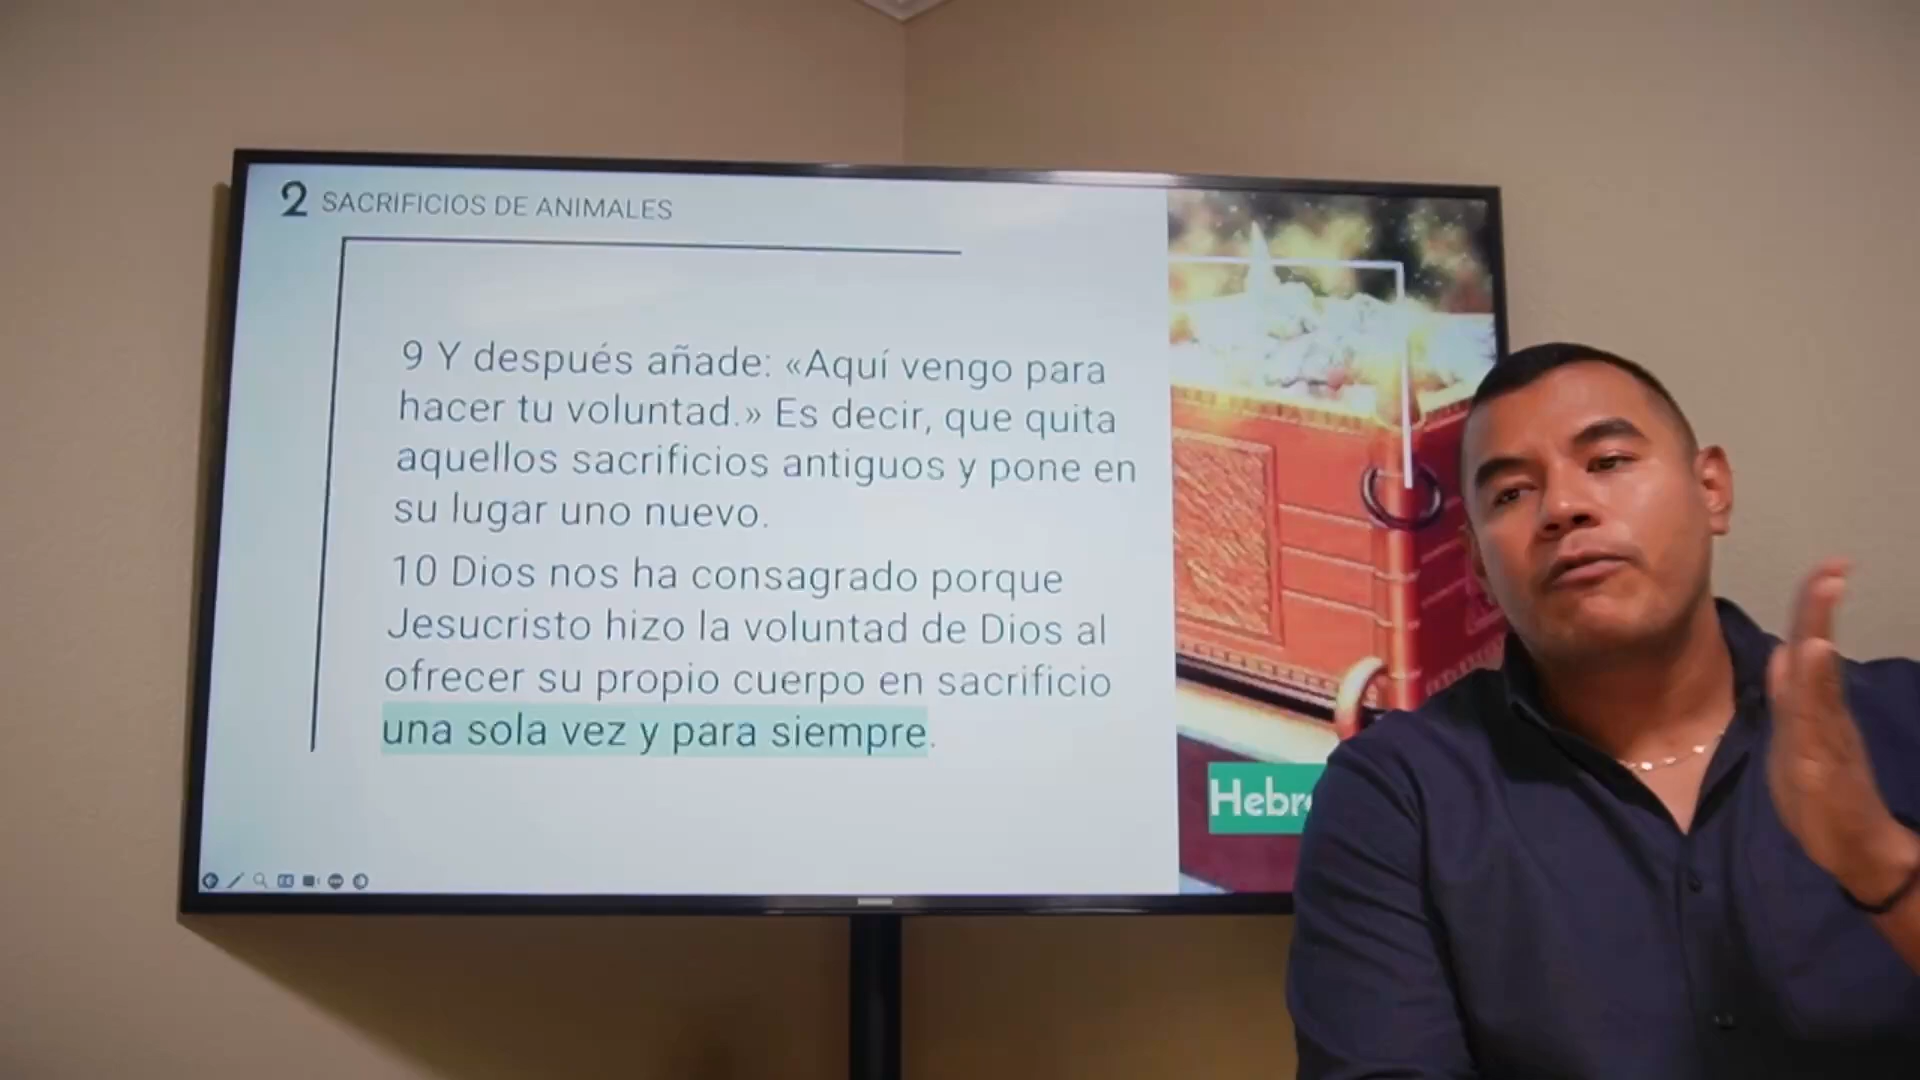 2 SACRIFICIOS DE ANIMALES
9 Y después añade: «Aquí vengo para
hacer tu voluntad.» Es decir, que quita
aquellos sacrificios antiguos y pone en
su lugar uno nuevo.
10 Dios nos ha consagrado porque
Jesucristo hizo la voluntad de Dios al
ofrecer su propio cuerpo en sacrificio
una sola vez y para siempre.